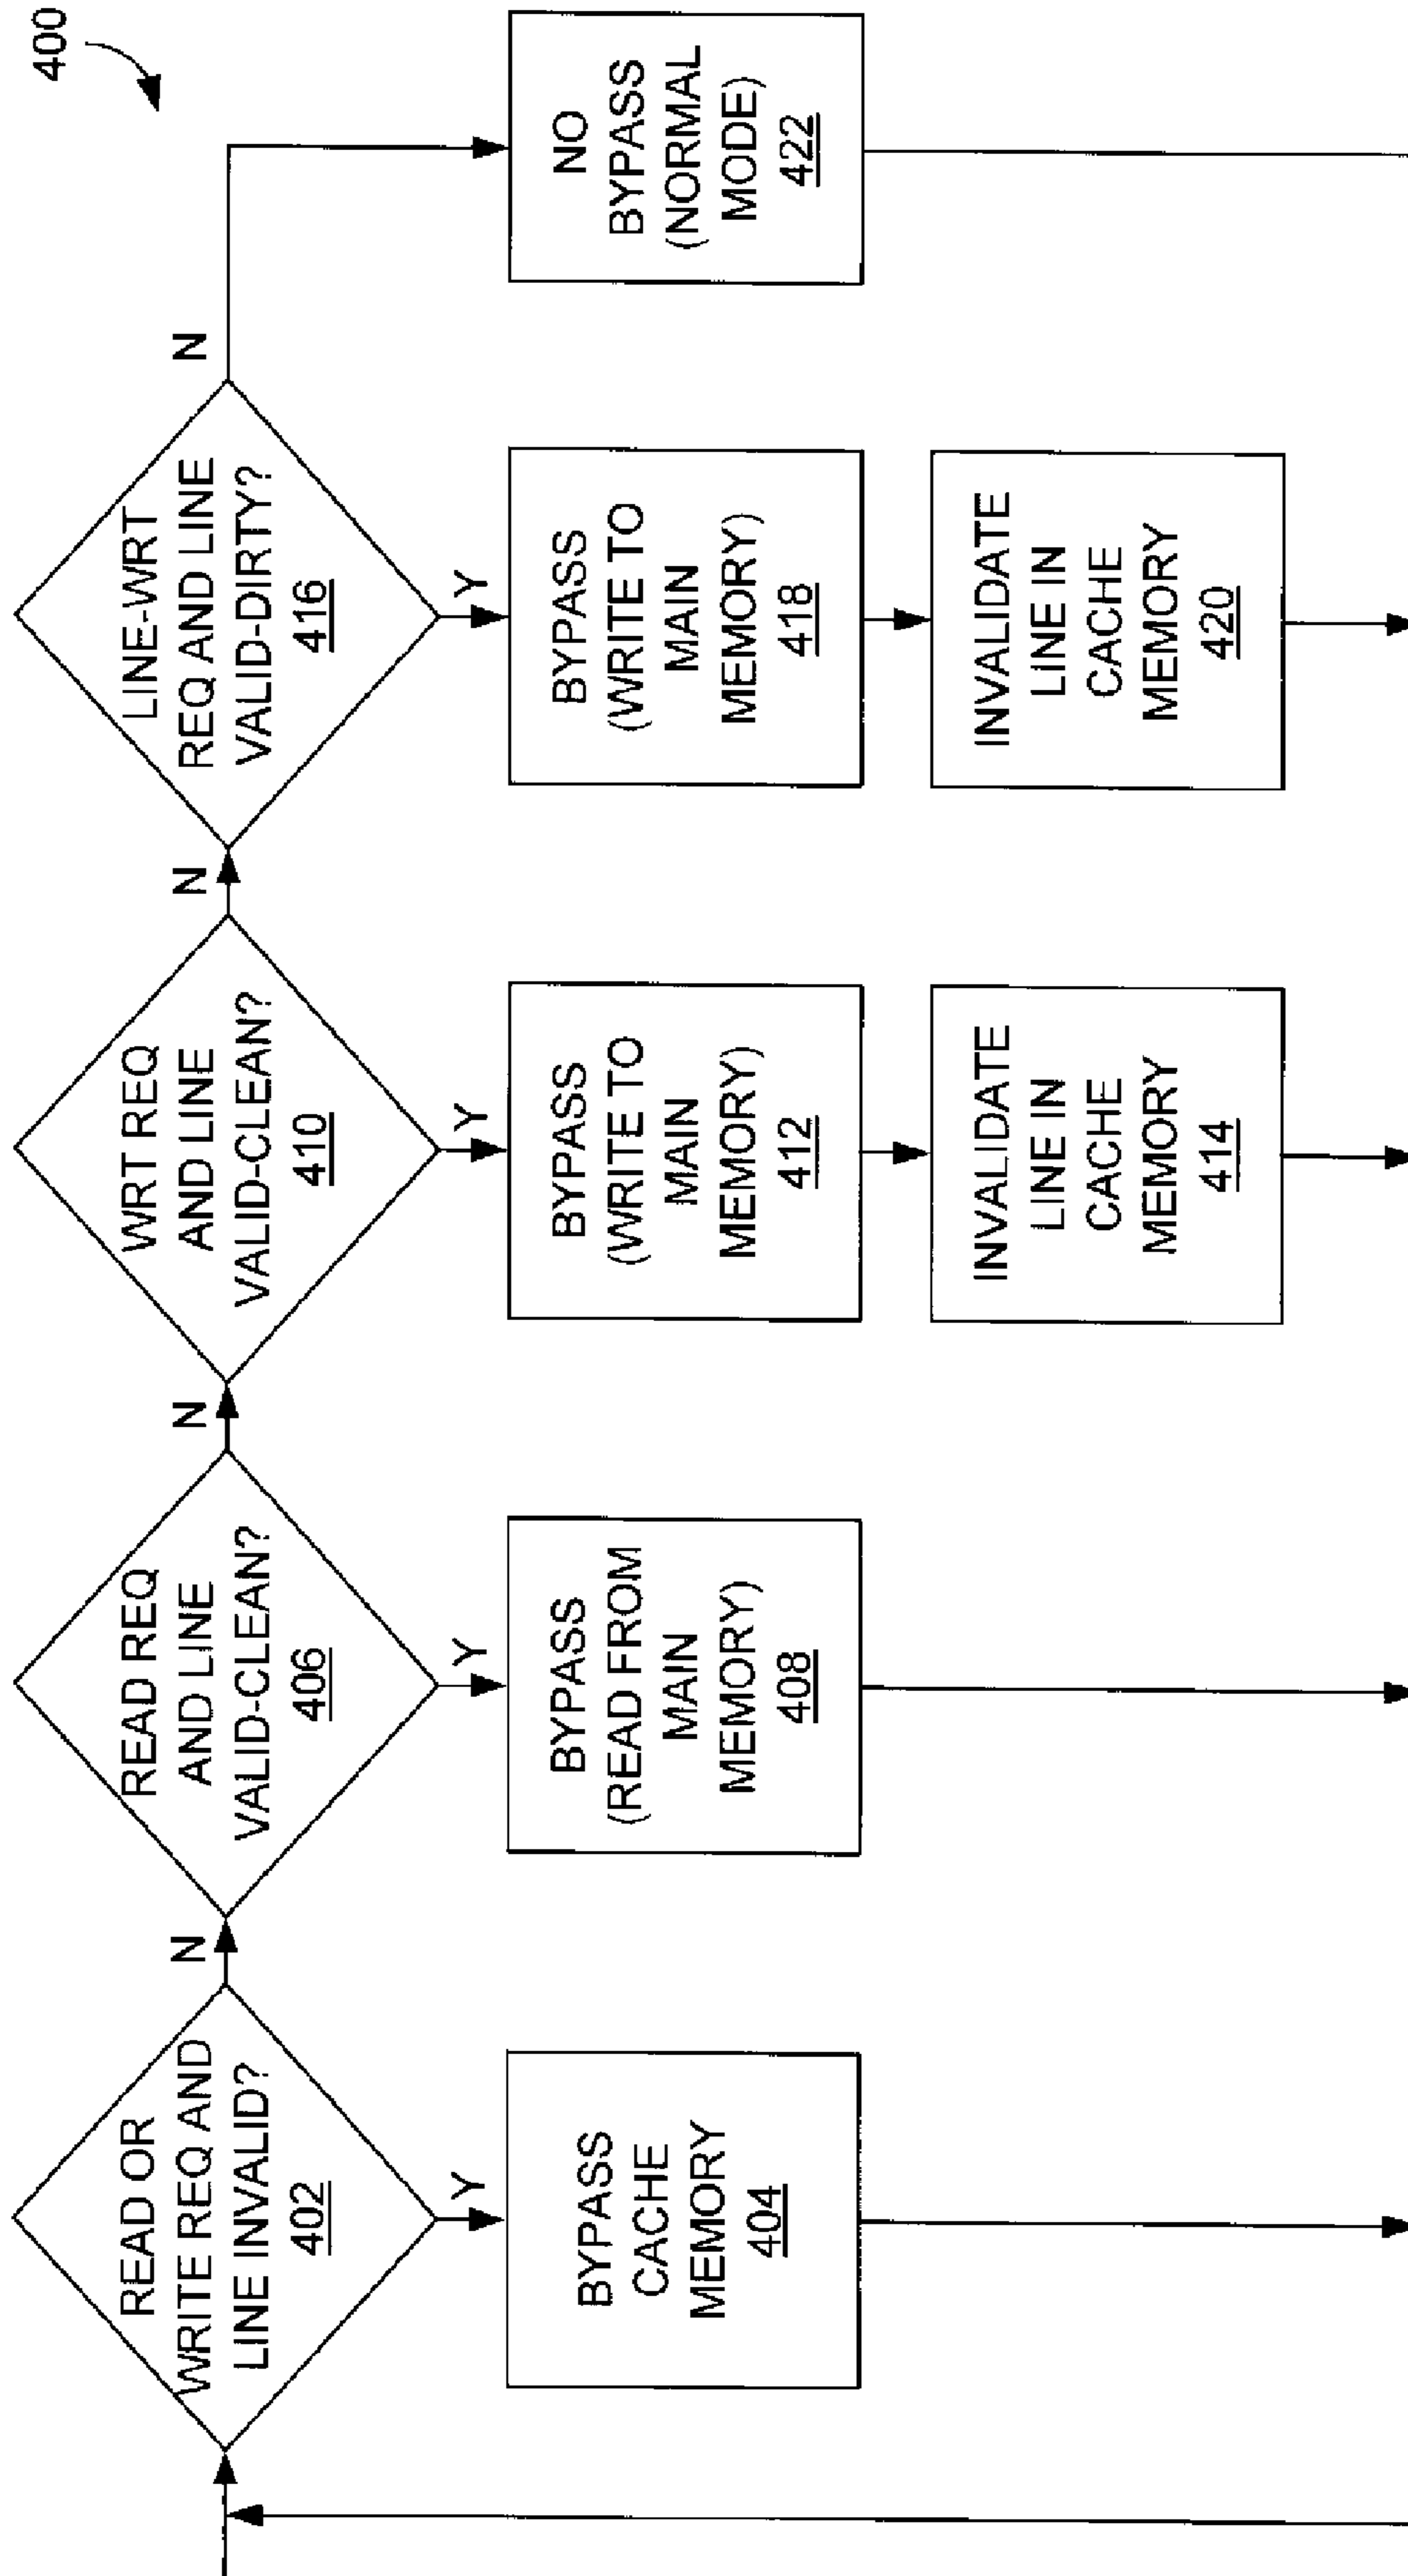 400
READ OR
WRITE REQ AND
LINE INVALID?
402
N
Y
BYPASS
CACHE
MEMORY
404
READ REQ
AND LINE
VALID-CLEAN?
406
N
Y
BYPASS
(READ FROM
MAIN
MEMORY)
408
WRT REQ
AND LINE
VALID-CLEAN?
410
N
Y
BYPASS
(WRITE TO
MAIN
MEMORY)
412
INVALIDATE
LINE IN
CACHE
MEMORY
414
LINE-WRT
REQ AND LINE
VALID-DIRTY?
416
N
Y
BYPASS
(WRITE TO
MAIN
MEMORY)
418
INVALIDATE
LINE IN
CACHE
MEMORY
420
NO
BYPASS
(NORMAL
MODE)
422